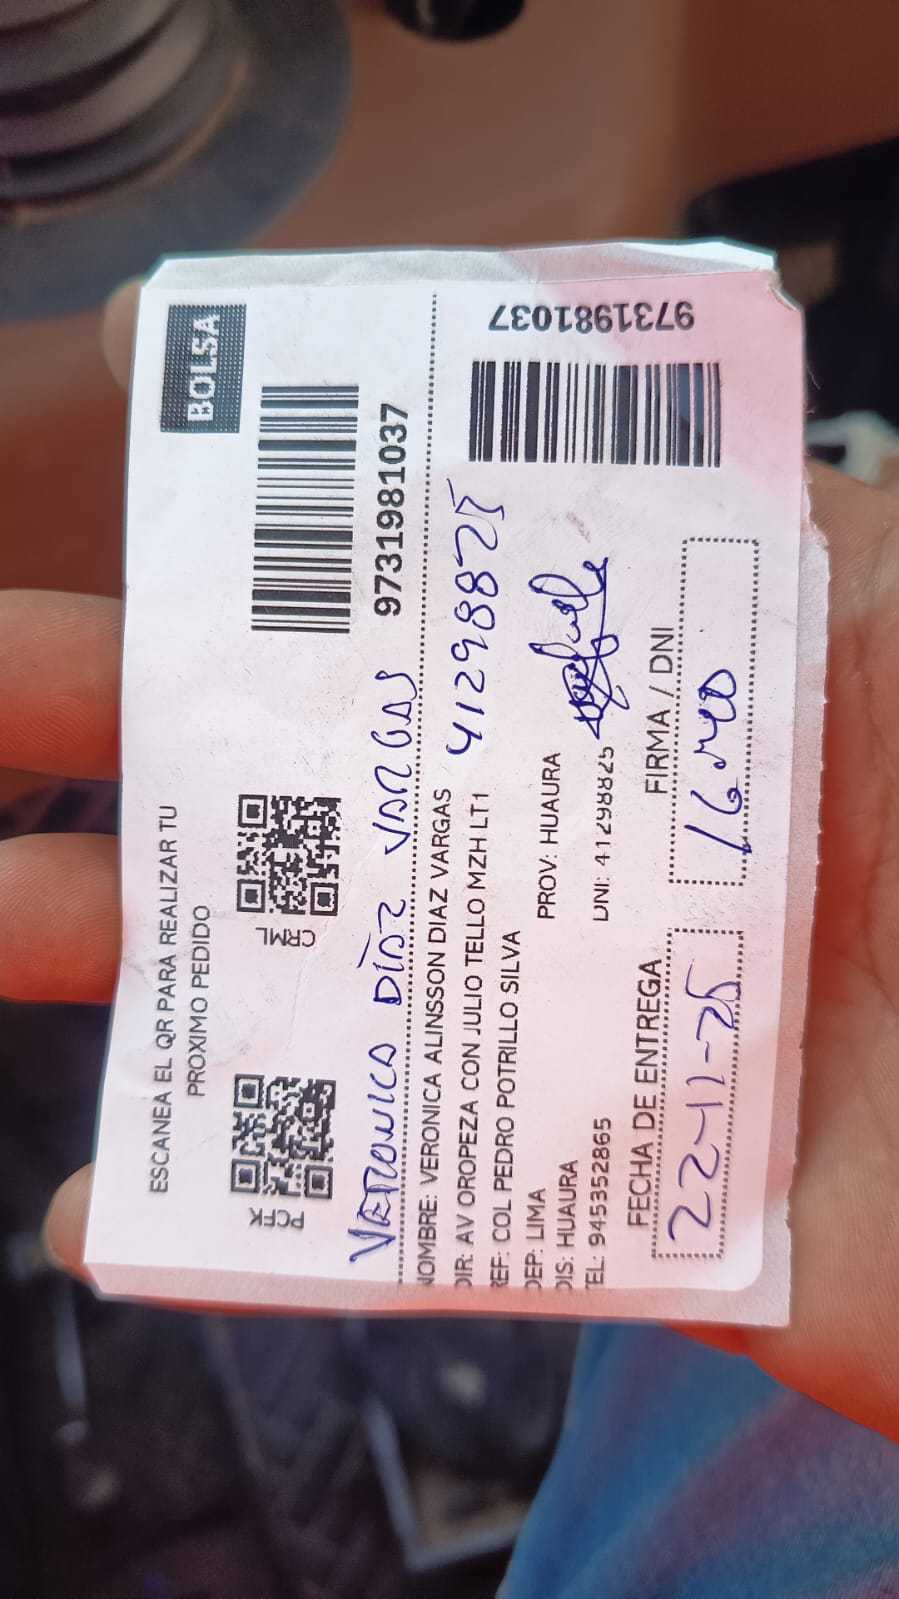 ESCANEA EL QR PARA REALIZAR TU
PROXIMO PEDIDO
BOLSA
PCFK
CRML
9731981037
VERONICA DÍAZ VARGAS
NOMBRE: VERONICA ALINSSON DIAZ VARGAS
41298825
DIR: AV OROPEZA CON JULIO TELLO MZH LT1
REF: COL PEDRO POTRILLO SILVA
DEP: LIMA
PROV: HUAURA
DIS: HUAURA
TEL: 945352865
DNI: 41298825
9731981037
FECHA DE ENTREGA
FIRMA / DNI
22-11-25